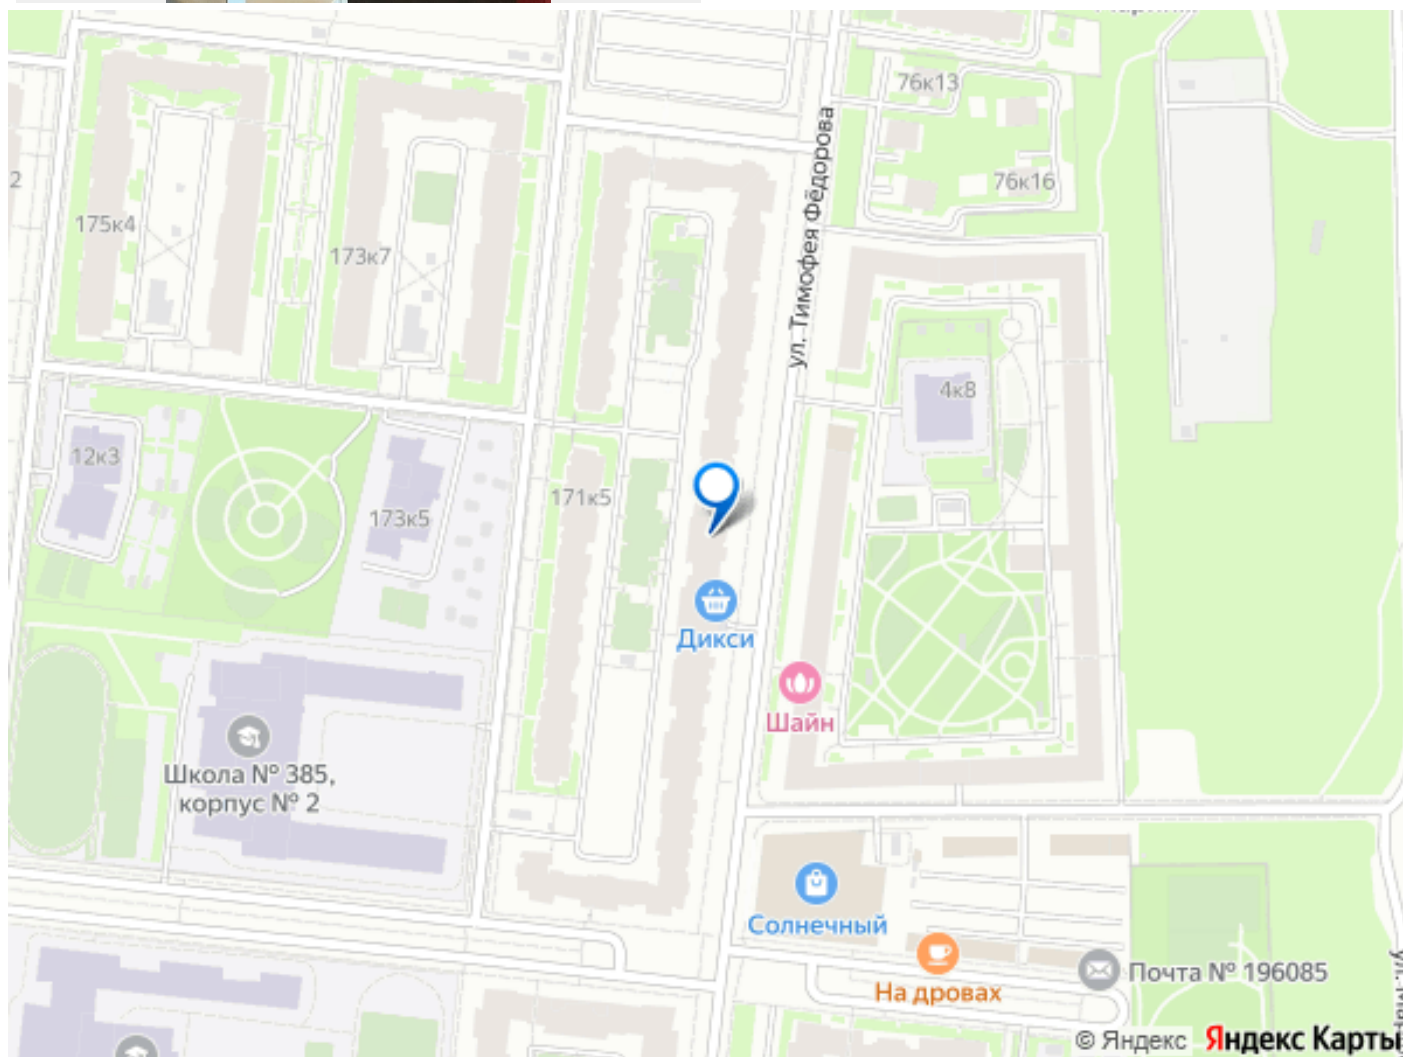 76к13
76к16
2
175к4
173к7
ул. Тимофея Фёдорова
4к8
12к3
173к5
171к5
Дикси
Шайн
Школа № 385,
корпус № 2
Солнечный
На дровах
Почта № 196085
© Яндекс Яндекс Карты